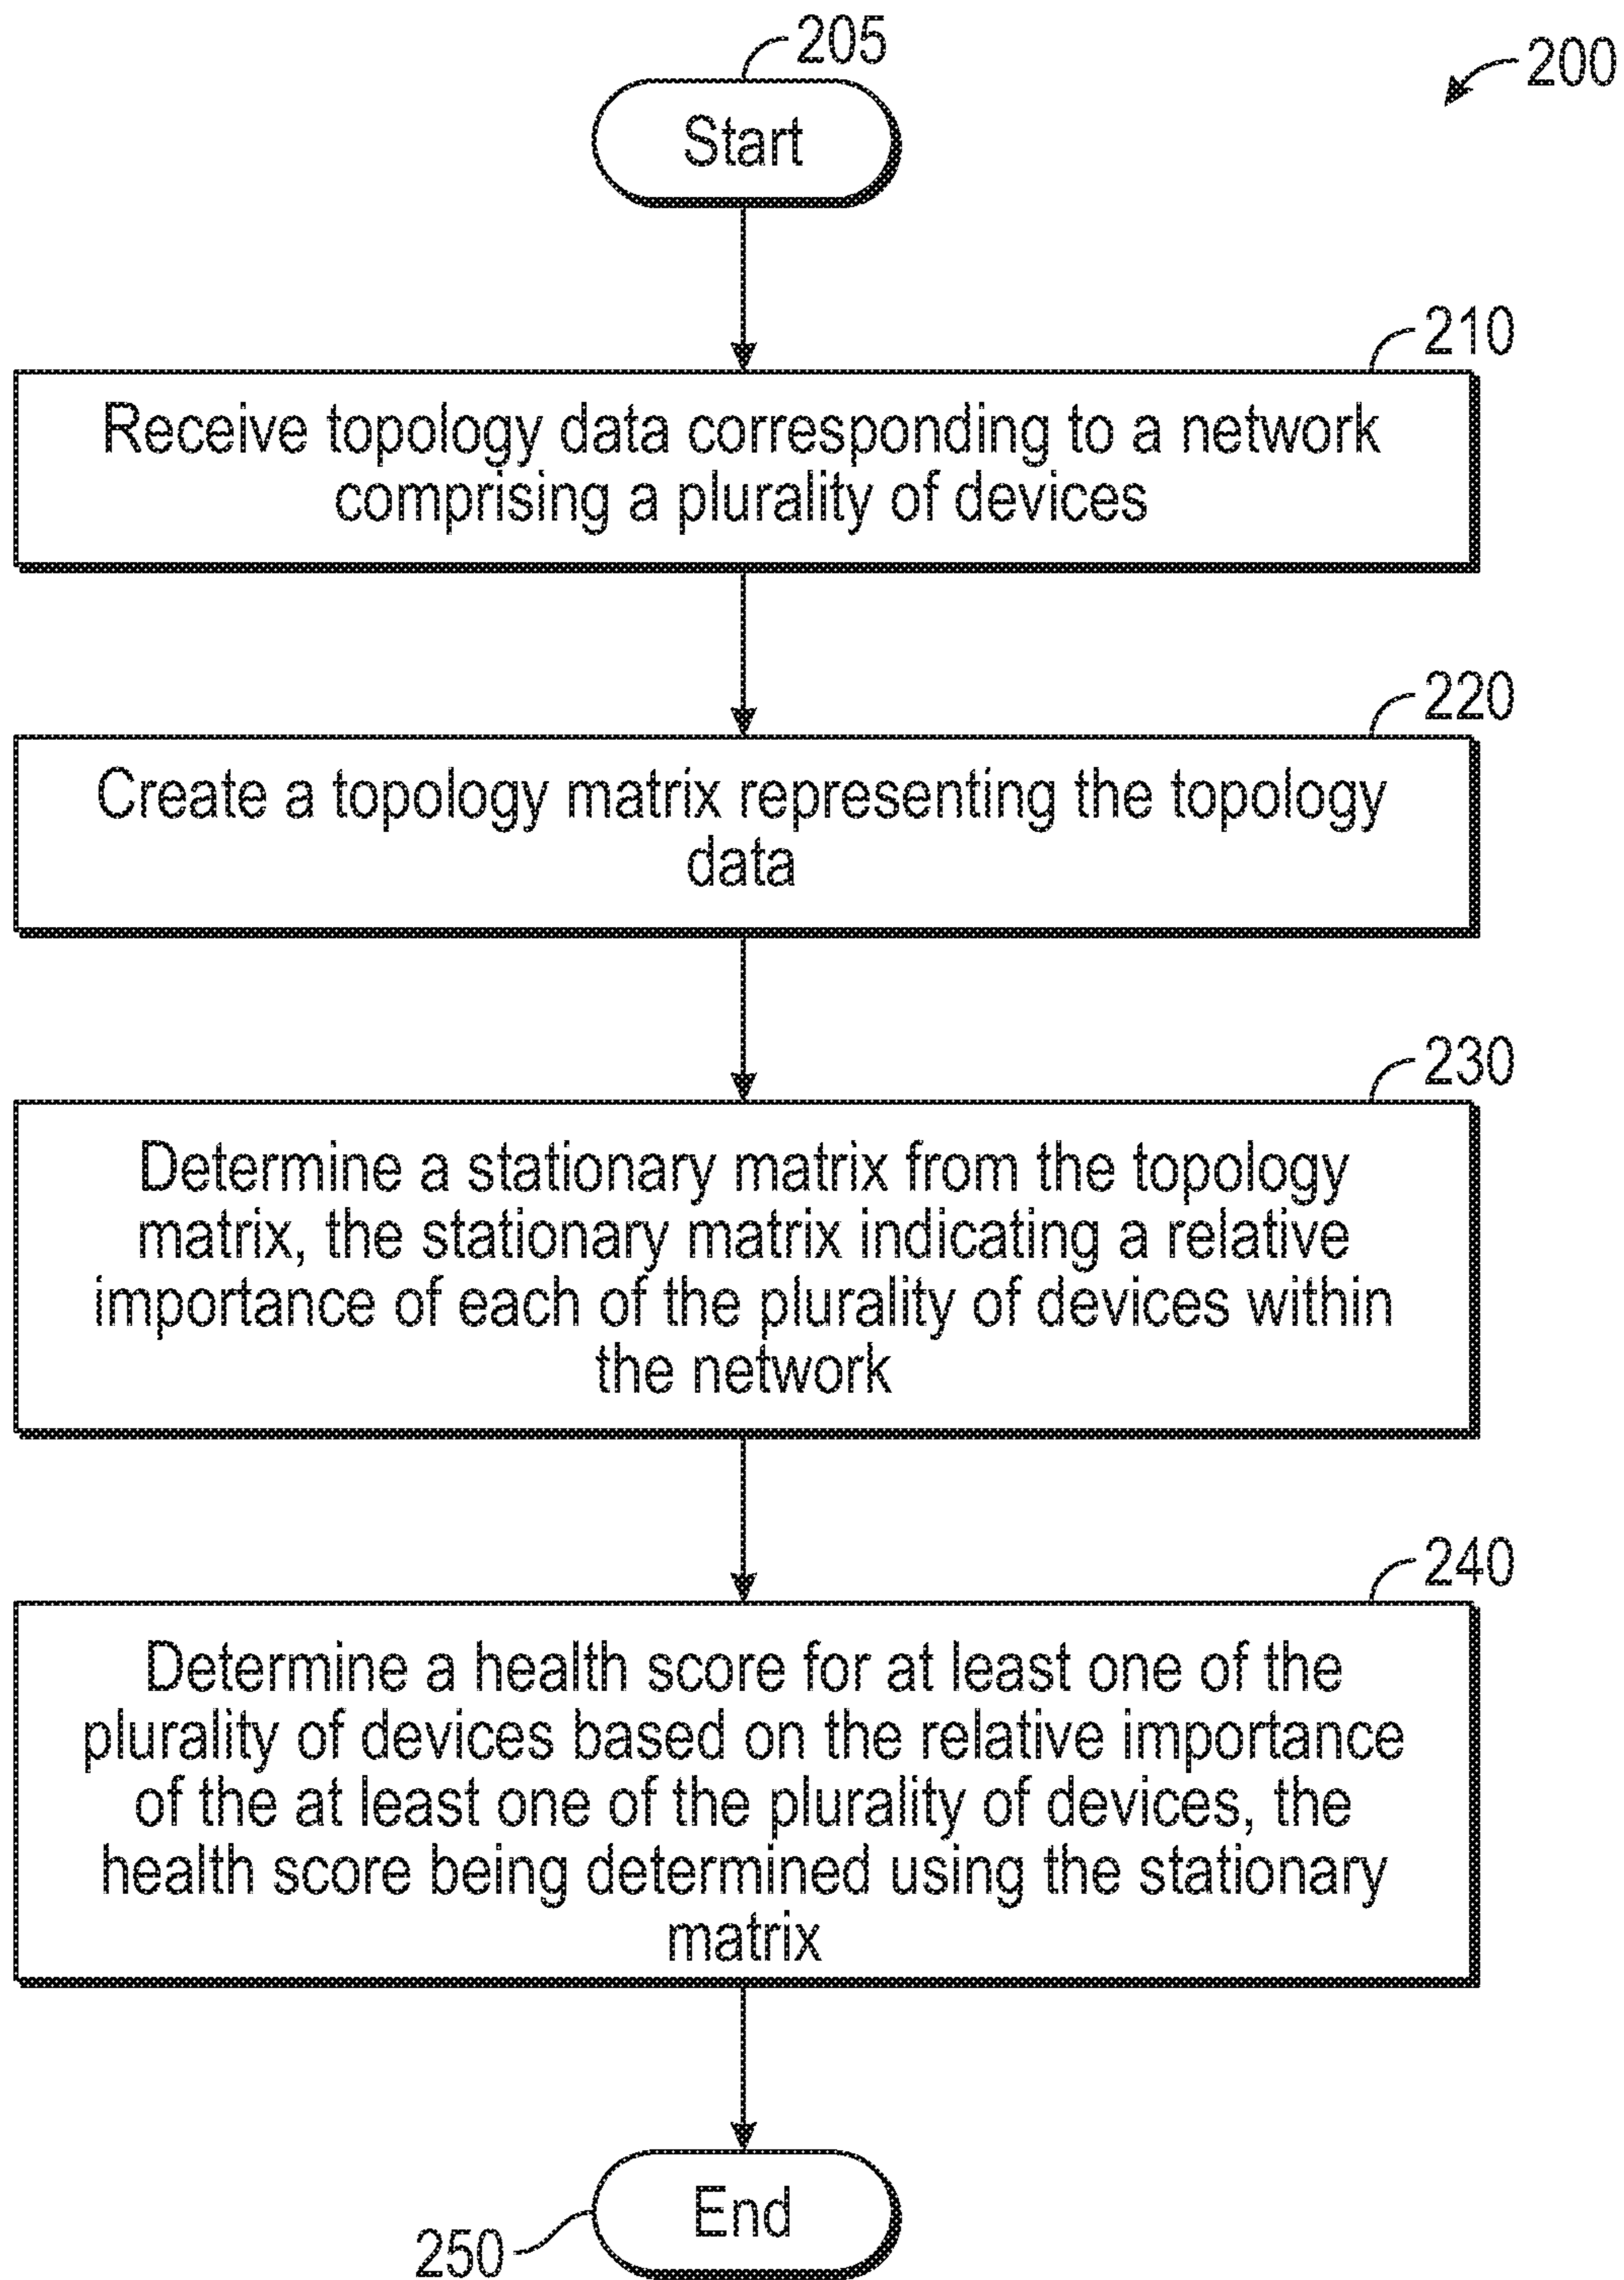 205
200
Start
210
Receive topology data corresponding to a network
comprising a plurality of devices
220
Create a topology matrix representing the topology
data
230
Determine a stationary matrix from the topology
matrix, the stationary matrix indicating a relative
importance of each of the plurality of devices within
the network
240
Determine a health score for at least one of the
plurality of devices based on the relative importance
of the at least one of the plurality of devices, the
health score being determined using the stationary
matrix
End
250